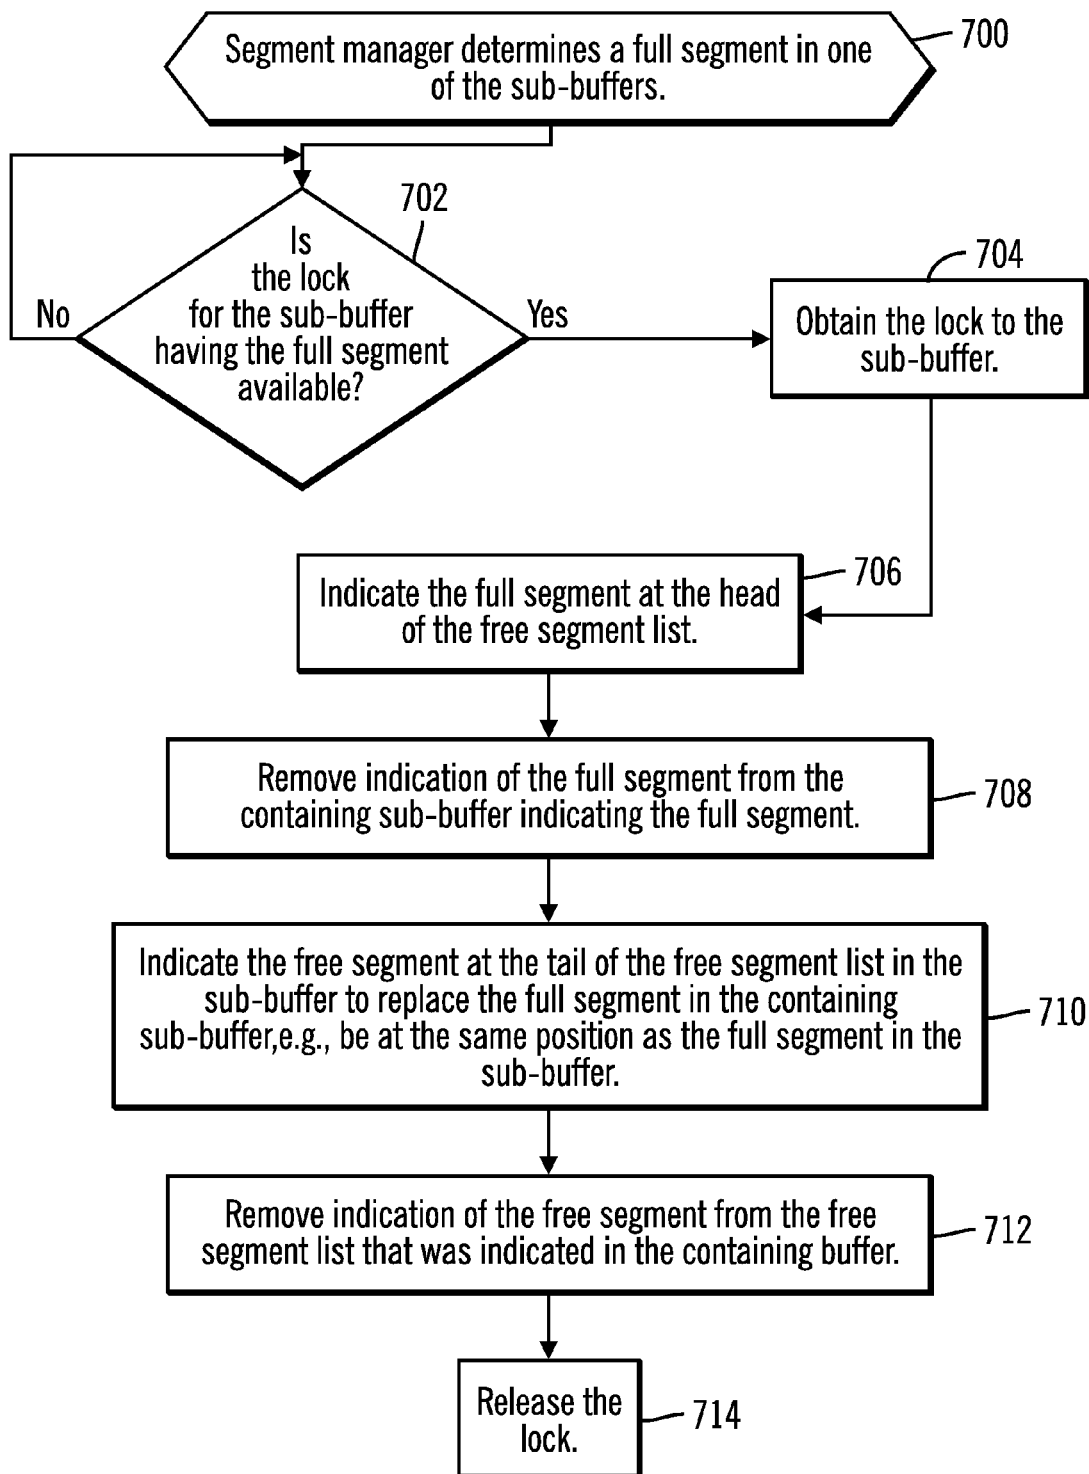 Segment manager determines a full segment in one
of the sub-buffers.
700
702
Is
the lock
for the sub-buffer
having the full segment
available?
No
Yes
704
Obtain the lock to the
sub-buffer.
706
Indicate the full segment at the head
of the free segment list.
Remove indication of the full segment from the
containing sub-buffer indicating the full segment.
708
Indicate the free segment at the tail of the free segment list in the
sub-buffer to replace the full segment in the containing
sub-buffer,e.g., be at the same position as the full segment in the
sub-buffer.
710
Remove indication of the free segment from the free
segment list that was indicated in the containing buffer.
712
Release the
lock.
714